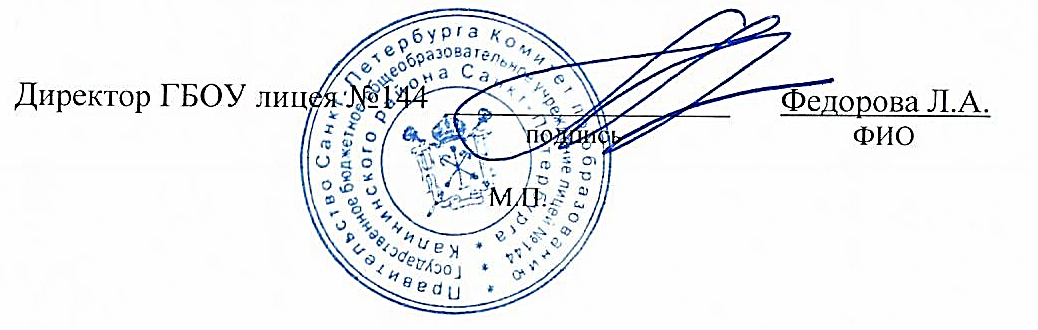 Директор ГБОУ лицея №144 Федорова Л.А.
подпись ФИО
М.П.
Правительство Санкт-Петербурга Комитет по образованию *
Государственное бюджетное общеобразовательное учреждение лицей №144
Калининского района Санкт-Петербурга *